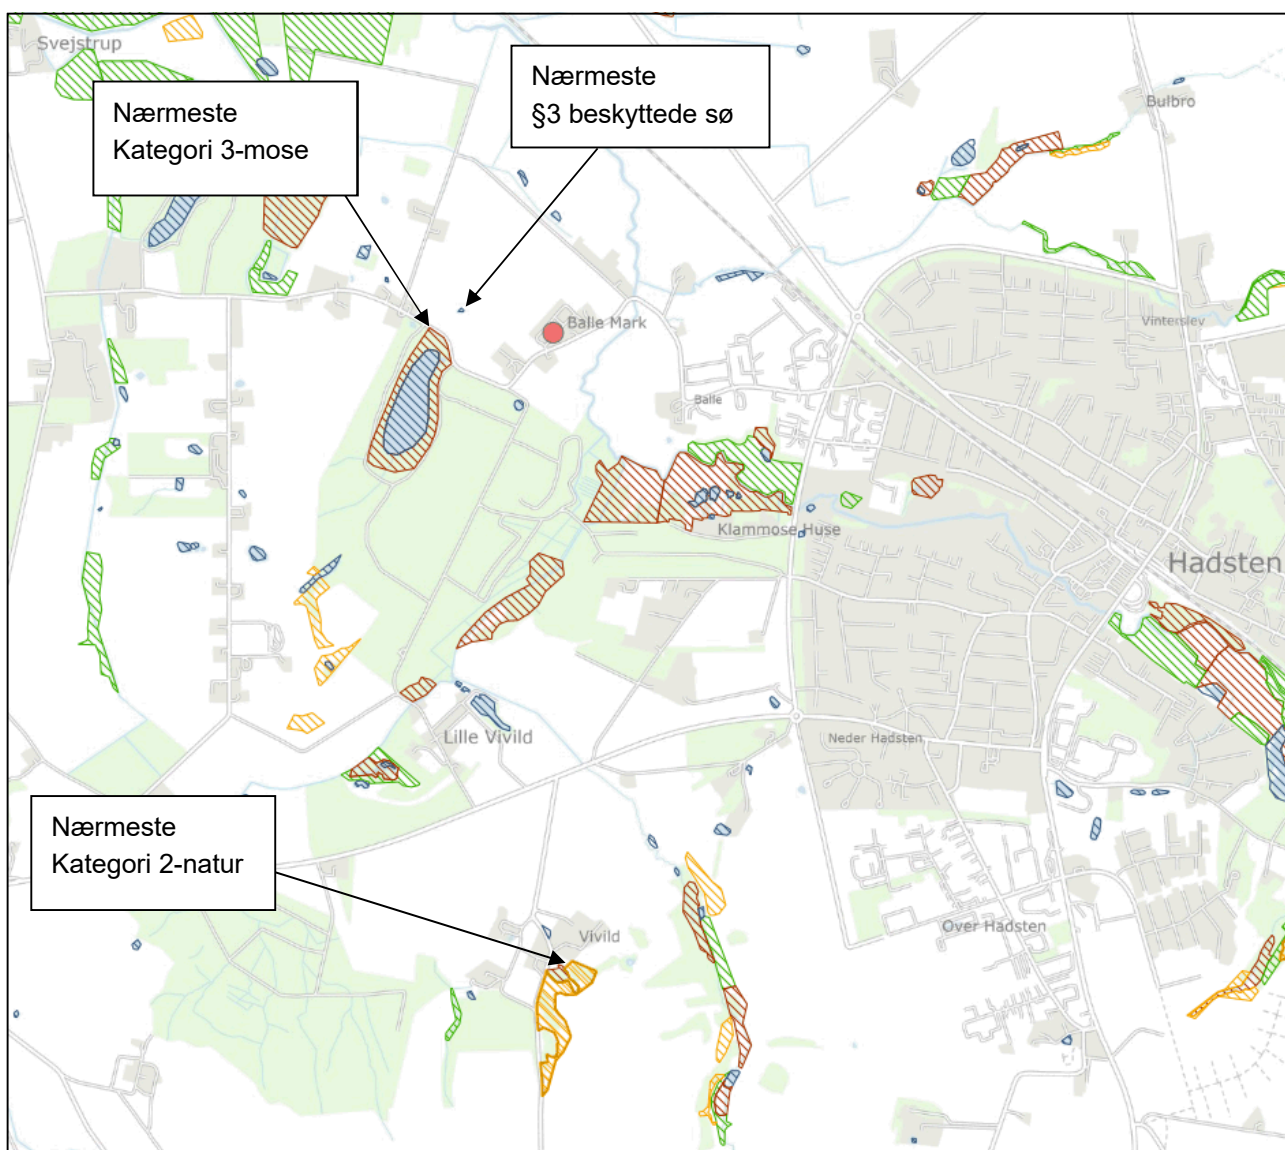 Svejstrup
Nærmeste
§3 beskyttede sø
Nærmeste
Kategori 3-mose
Bulbro
Vinterslev
Balle Mark
Balle
Klammose Huse
Hadsten
Lille Vivild
Neder Hadsten
Nærmeste
Kategori 2-natur
Vivild
Over Hadsten